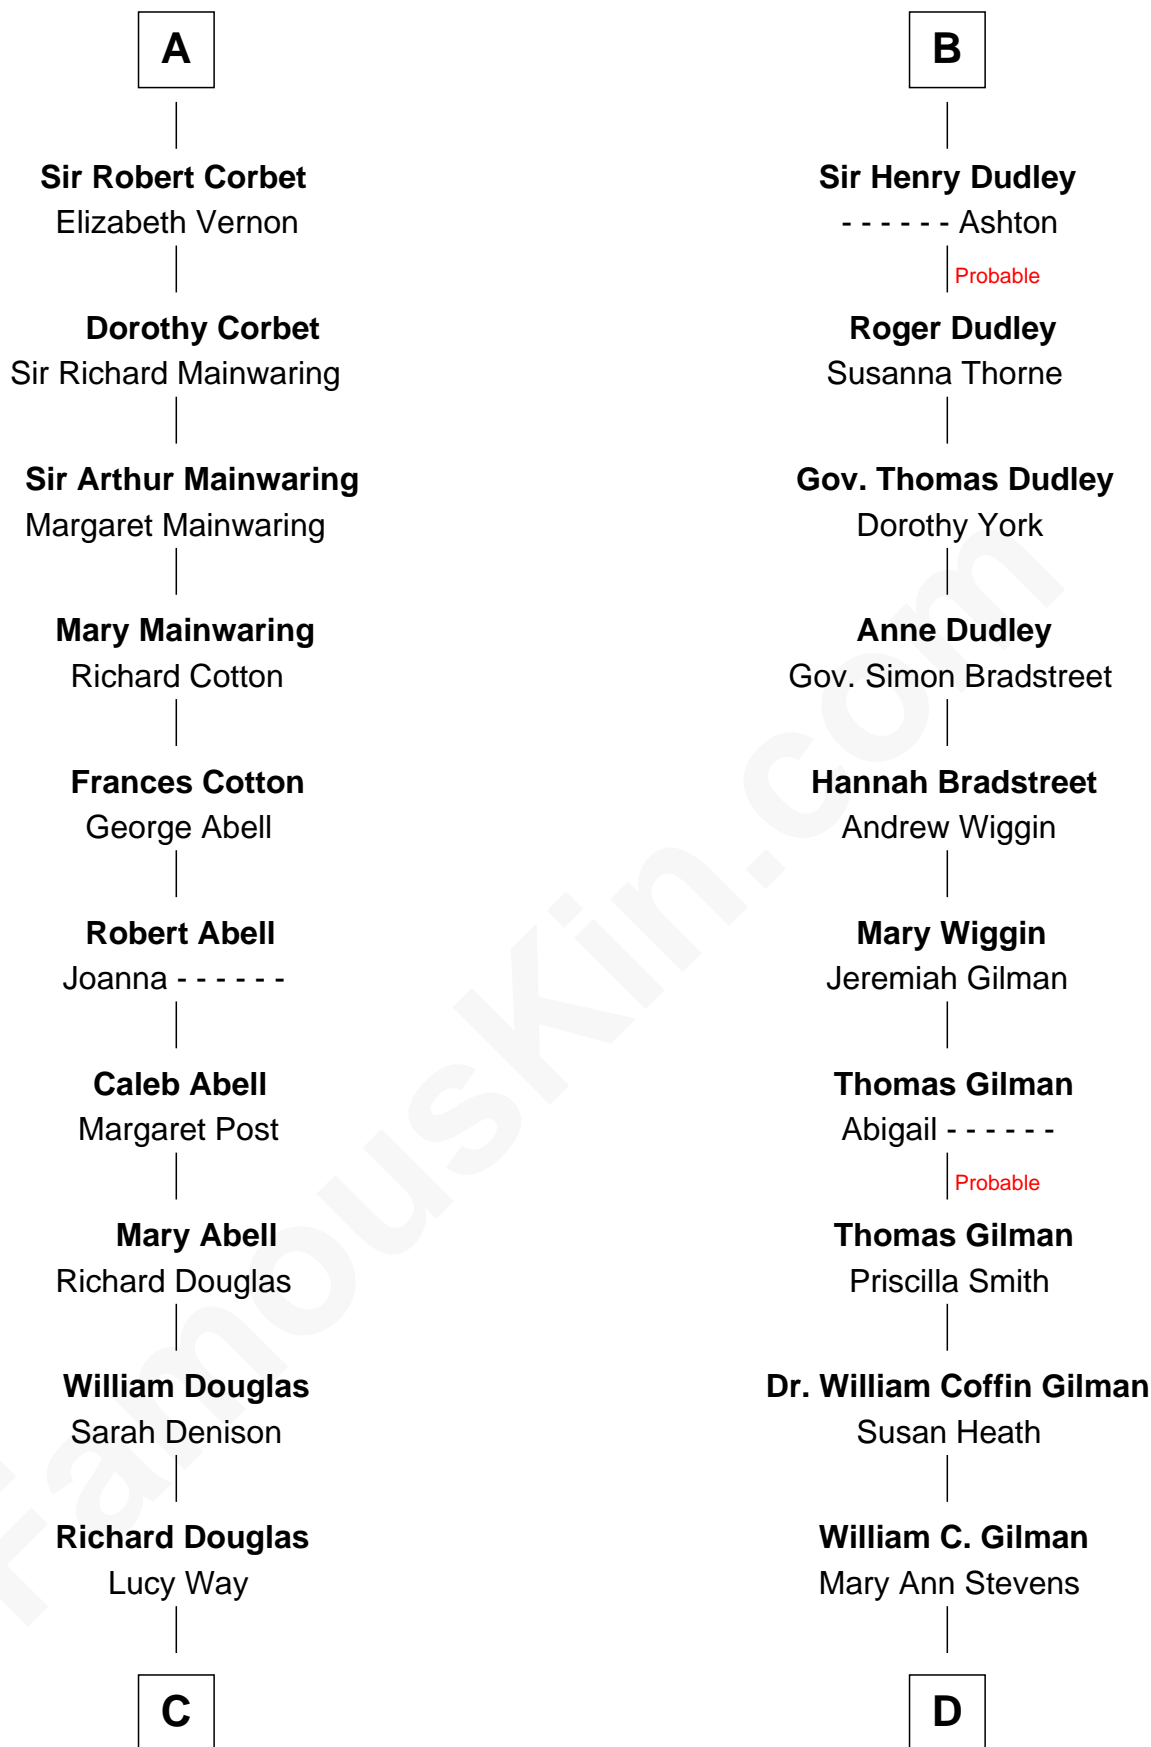 A
Sir Robert Corbet
Elizabeth Vernon
Dorothy Corbet
Sir Richard Mainwaring
Sir Arthur Mainwaring
Margaret Mainwaring
Mary Mainwaring
Richard Cotton
Frances Cotton
George Abell
Robert Abell
Joanna - - - - - -
Caleb Abell
Margaret Post
Mary Abell
Richard Douglas
William Douglas
Sarah Denison
Richard Douglas
Lucy Way
C
B
Sir Henry Dudley
- - - - - - Ashton
Probable
Roger Dudley
Susanna Thorne
Gov. Thomas Dudley
Dorothy York
Anne Dudley
Gov. Simon Bradstreet
Hannah Bradstreet
Andrew Wiggin
Mary Wiggin
Jeremiah Gilman
Thomas Gilman
Abigail - - - - - -
Probable
Thomas Gilman
Priscilla Smith
Dr. William Coffin Gilman
Susan Heath
William C. Gilman
Mary Ann Stevens
D
FamousKin.com